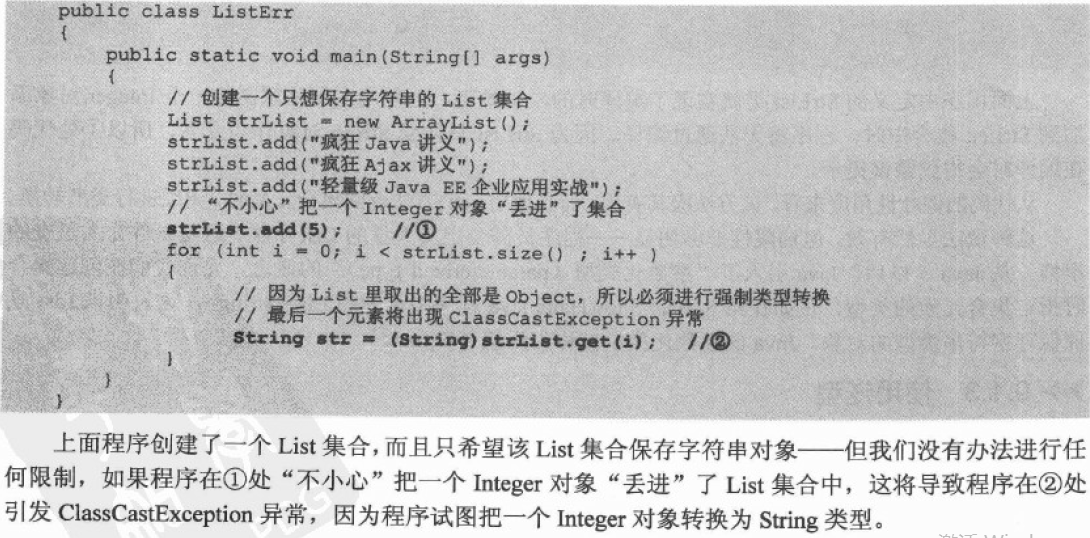 public class ListErr
{
public static void main(String[] args)
{
// 创建一个只想保存字符串的 List 集合
List strList = new ArrayList();
strList.add("疯狂 Java 讲义");
strList.add("疯狂 Ajax 讲义");
strList.add("轻量级 Java EE 企业应用实战");
// “不小心”把一个 Integer 对象“丢进”了集合
strList.add(5); //①
for (int i = 0; i < strList.size() ; i++ )
{
// 因为 List 里取出的全部是 Object，所以必须进行强制类型转换
// 最后一个元素将出现 ClassCastException 异常
String str = (String)strList.get(i); //②
}
}
}
上面程序创建了一个 List 集合，而且只希望该 List 集合保存字符串对象——但我们没有办法进行任
何限制，如果程序在①处“不小心”把一个 Integer 对象“丢进”了 List 集合中，这将导致程序在②处
引发 ClassCastException 异常，因为程序试图把一个 Integer 对象转换为 String 类型。